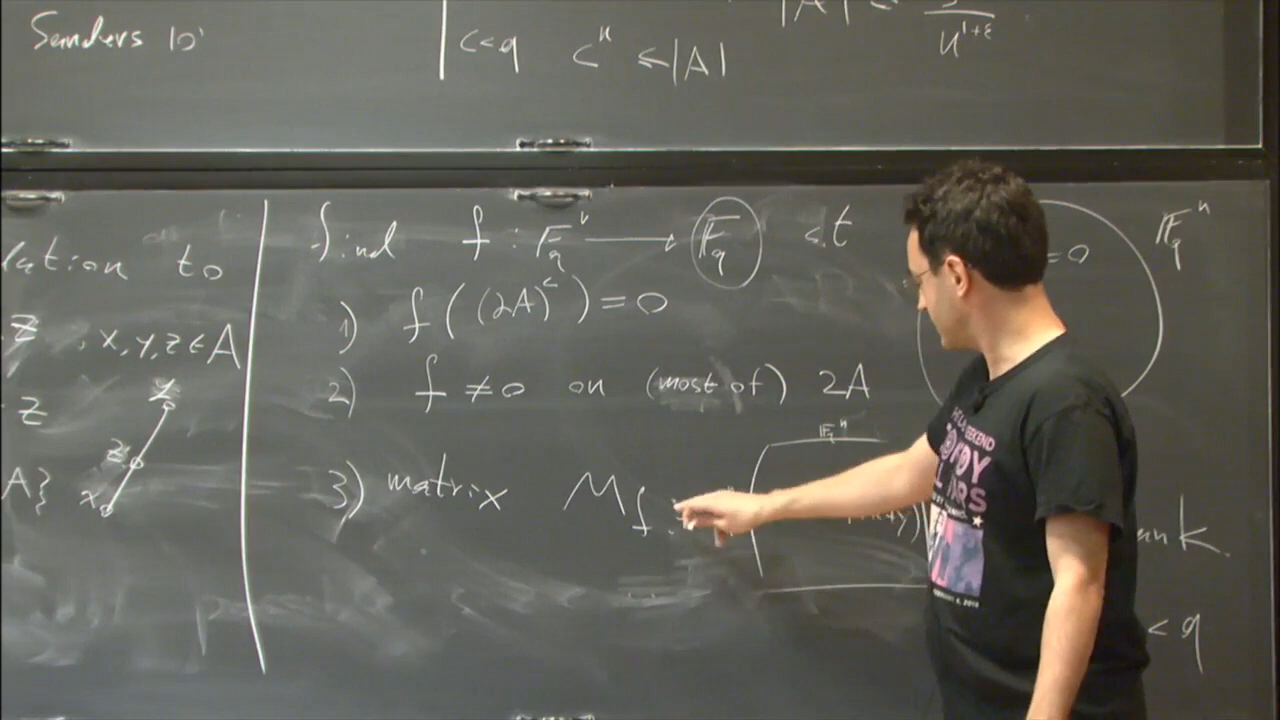 Sanders 10'
c<q c^n ≤ |A|
|A| ≤
n^{1+ε}
lation to
z , x,y,z ∈ A
z
A}
y
z
x
find f : F_q^n → F_q s.t
1) f((2A)^c) = 0
2) f ≠ 0 on (most of) 2A
3) matrix M_f
F_q^n
x+y)
ank.
< q
=0
F_q^n